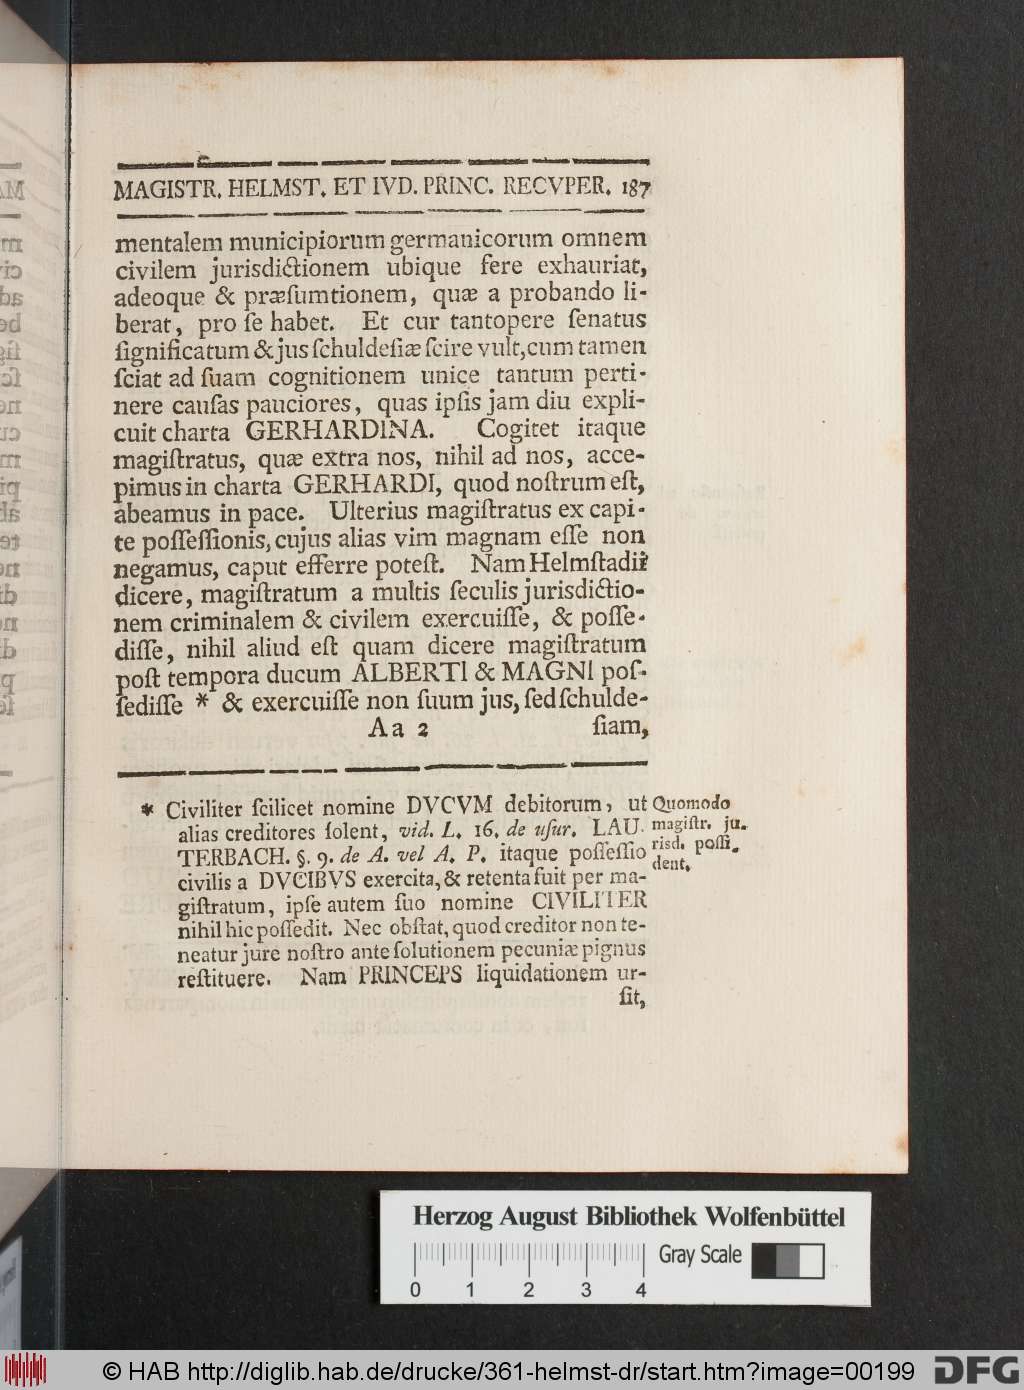 MAGISTR. HELMST. ET IVD. PRINC. RECVPER. 187
mentalem municipiorum germanicorum omnem
civilem jurisdictionem ubique fere exhauriat,
adeoque & præſumtionem, quæ a probando li-
berat, pro ſe habet. Et cur tantopere ſenatus
ſignificatum & jus ſchuldeſiæ ſcire vult, cum tamen
ſciat ad ſuam cognitionem unice tantum perti-
nere cauſas pauciores, quas ipſis jam diu expli-
cuit charta GERHARDINA. Cogitet itaque
magiſtratus, quæ extra nos, nihil ad nos, acce-
pimus in charta GERHARDI, quod noſtrum eſt,
abeamus in pace. Ulterius magiſtratus ex capi-
te poſſeſſionis, cujus alias vim magnam eſſe non
negamus, caput efferre poteſt. Nam Helmſtadii
dicere, magiſtratum a multis ſeculis jurisdictio-
nem criminalem & civilem exercuiſſe, & poſſe-
diſſe, nihil aliud eſt quam dicere magiſtratum
poſt tempora ducum ALBERTI & MAGNI poſ-
ſediſſe * & exercuiſſe non ſuum jus, ſed ſchulde-
Aa 2 ſiam,
* Civiliter ſcilicet nomine DVCVM debitorum, ut
alias creditores ſolent, vid. L. 16. de uſur. LAU-
TERBACH. §. 9. de A. vel A. P. itaque poſſeſſio
civilis a DVCIBVS exercita, & retenta fuit per ma-
giſtratum, ipſe autem ſuo nomine CIVILITER
nihil hic poſſedit. Nec obſtat, quod creditor non te-
neatur jure noſtro ante ſolutionem pecuniæ pignus
reſtituere. Nam PRINCEPS liquidationem ur-
ſit,
Quomodo
magiſtr. ju-
risd. poſſi-
dent.
Herzog August Bibliothek Wolfenbüttel
Gray Scale
0 1 2 3 4
© HAB http://diglib.hab.de/drucke/361-helmst-dr/start.htm?image=00199
DFG